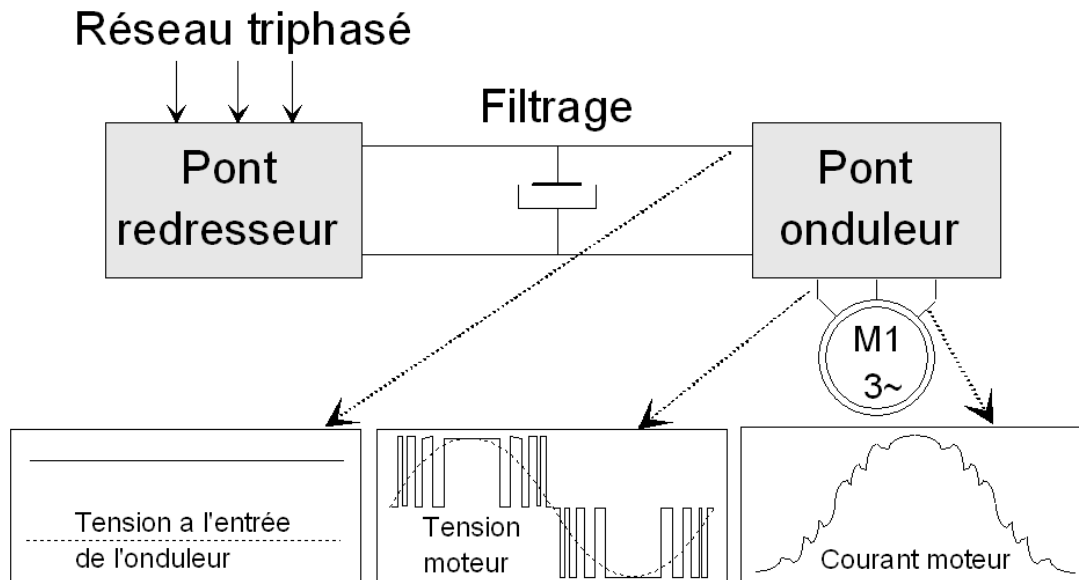 Réseau triphasé
Filtrage
Pont
redresseur
Pont
onduleur
M1
3~
Tension a l'entrée
de l'onduleur
Tension
moteur
Courant moteur